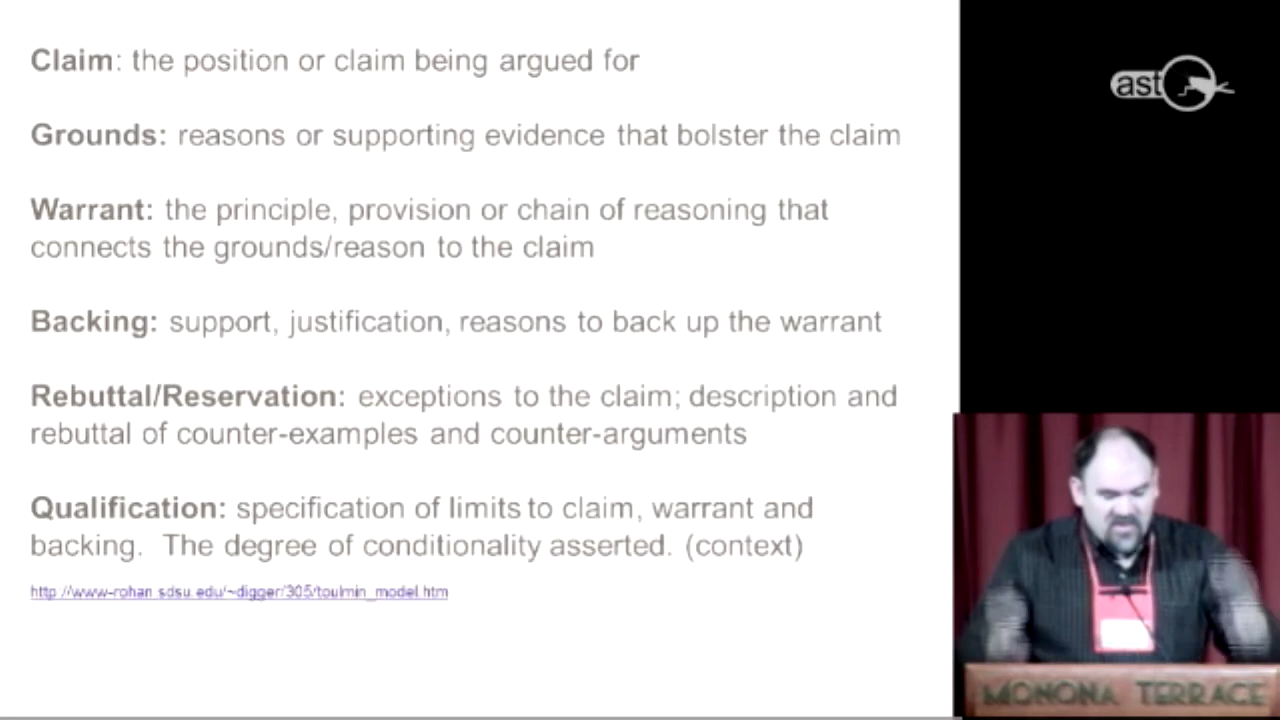 Claim: the position or claim being argued for
Grounds: reasons or supporting evidence that bolster the claim
Warrant: the principle, provision or chain of reasoning that
connects the grounds/reason to the claim
Backing: support, justification, reasons to back up the warrant
Rebuttal/Reservation: exceptions to the claim; description and
rebuttal of counter-examples and counter-arguments
Qualification: specification of limits to claim, warrant and
backing. The degree of conditionality asserted. (context)
http://www-rohan.sdsu.edu/~digger/305/toulmin_model.htm
ast
MONONA TERRACE